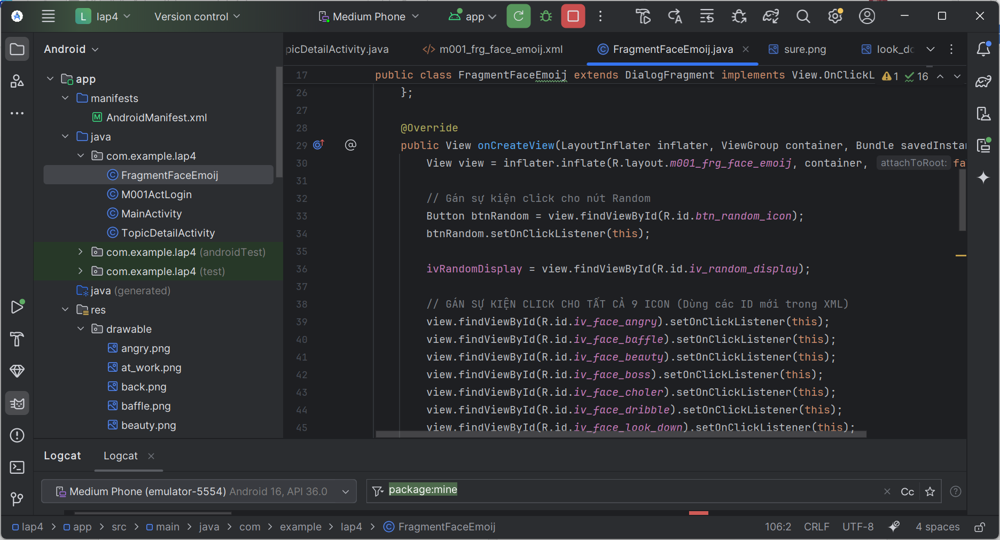 L lap4 Version control Medium Phone app
Android
picDetailActivity.java m001_frg_face_emoij.xml FragmentFaceEmoij.java sure.png
app
manifests
AndroidManifest.xml
java
com.example.lap4
FragmentFaceEmoij
M001ActLogin
MainActivity
TopicDetailActivity
com.example.lap4 (androidTest)
com.example.lap4 (test)
java (generated)
res
drawable
angry.png
at_work.png
back.png
baffle.png
beauty.png
17 public class FragmentFaceEmoij extends DialogFragment implements View.OnClickL 1 16
26 };
27
28 @Override
29 @ public View onCreateView(LayoutInflater inflater, ViewGroup container, Bundle savedInstan
30 View view = inflater.inflate(R.layout.m001_frg_face_emoij, container, attachToRoot: fa
31
32 // Gán sự kiện click cho nút Random
33 Button btnRandom = view.findViewById(R.id.btn_random_icon);
34 btnRandom.setOnClickListener(this);
35
36 ivRandomDisplay = view.findViewById(R.id.iv_random_display);
37
38 // GÁN SỰ KIỆN CLICK CHO TẤT CẢ 9 ICON (Dùng các ID mới trong XML)
39 view.findViewById(R.id.iv_face_angry).setOnClickListener(this);
40 view.findViewById(R.id.iv_face_baffle).setOnClickListener(this);
41 view.findViewById(R.id.iv_face_beauty).setOnClickListener(this);
42 view.findViewById(R.id.iv_face_boss).setOnClickListener(this);
43 view.findViewById(R.id.iv_face_choler).setOnClickListener(this);
44 view.findViewById(R.id.iv_face_dribble).setOnClickListener(this);
45 view.findViewById(R.id.iv_face_look_down).setOnClickListener(this);
Logcat Logcat
Medium Phone (emulator-5554) Android 16, API 36.0 package:mine Cc
lap4 > app > src > main > java > com > example > lap4 > FragmentFaceEmoij 106:2 CRLF UTF-8 4 spaces